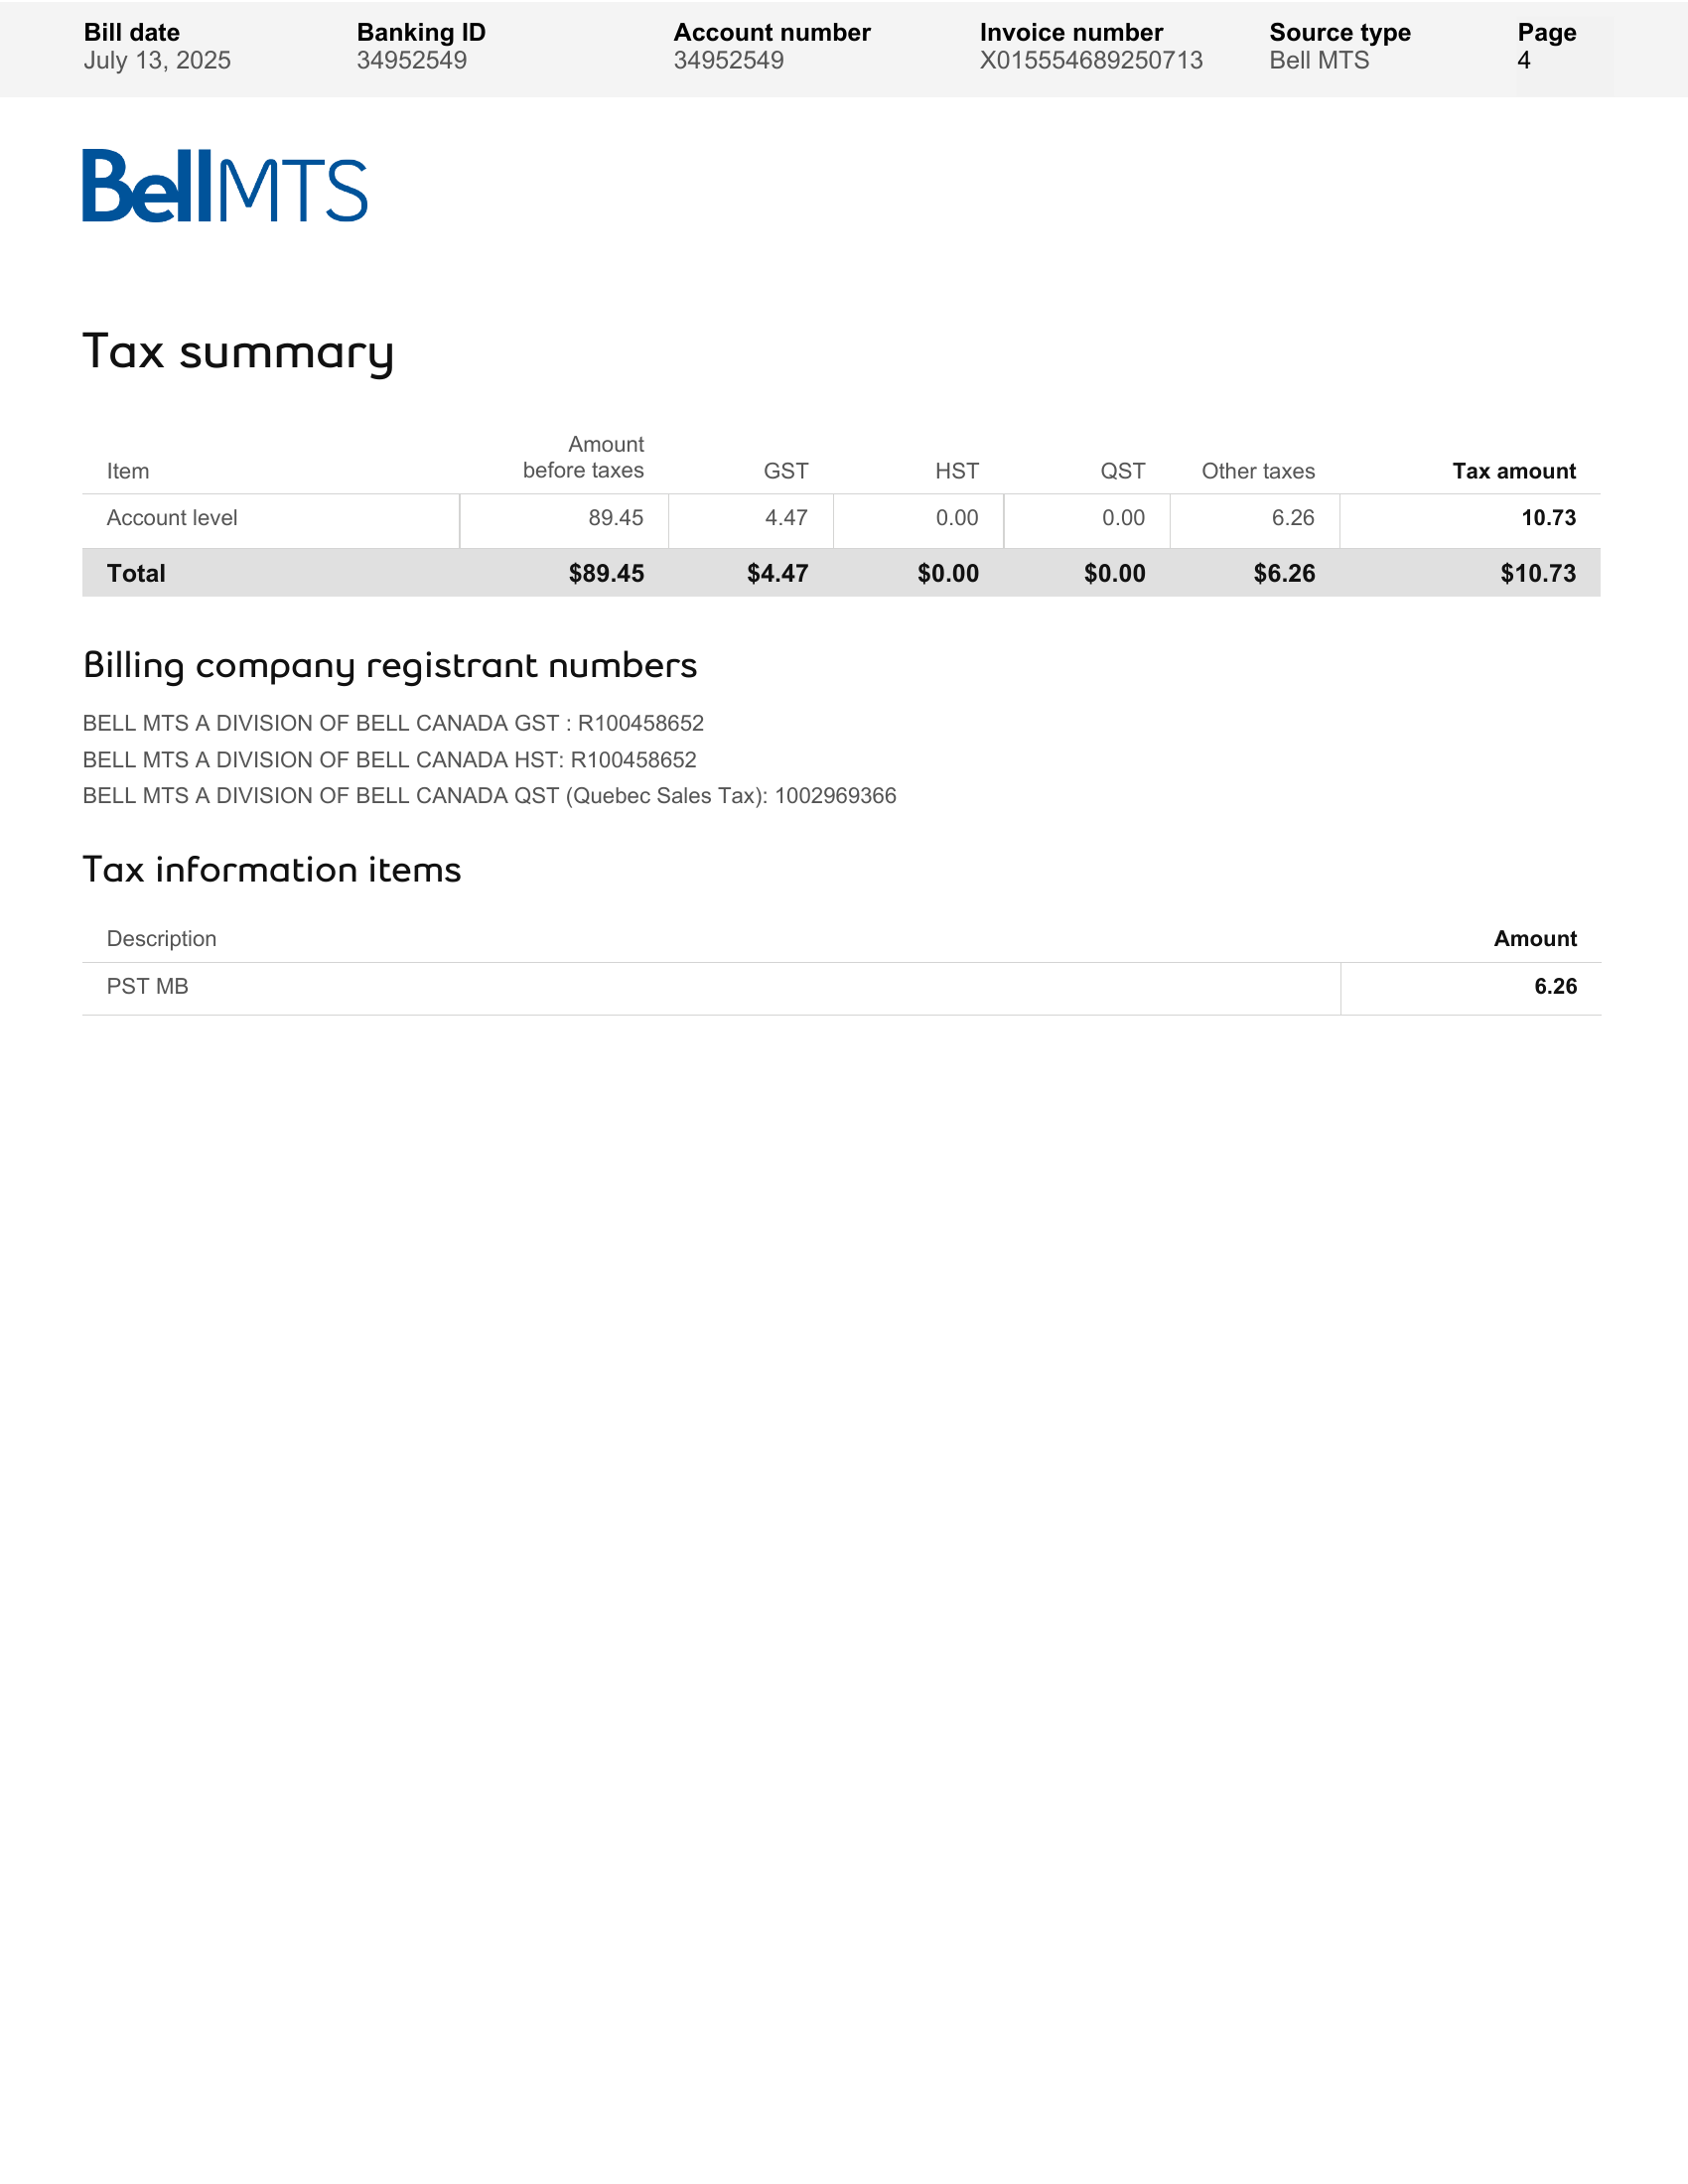 Bill date Banking ID Account number Invoice number Source type Page
July 13, 2025 34952549 34952549 X015554689250713 Bell MTS 4
BellMTS
Tax summary
Amount
Item before taxes GST HST QST Other taxes Tax amount
Account level 89.45 4.47 0.00 0.00 6.26 10.73
Total $89.45 $4.47 $0.00 $0.00 $6.26 $10.73
Billing company registrant numbers
BELL MTS A DIVISION OF BELL CANADA GST : R100458652
BELL MTS A DIVISION OF BELL CANADA HST: R100458652
BELL MTS A DIVISION OF BELL CANADA QST (Quebec Sales Tax): 1002969366
Tax information items
Description Amount
PST MB 6.26